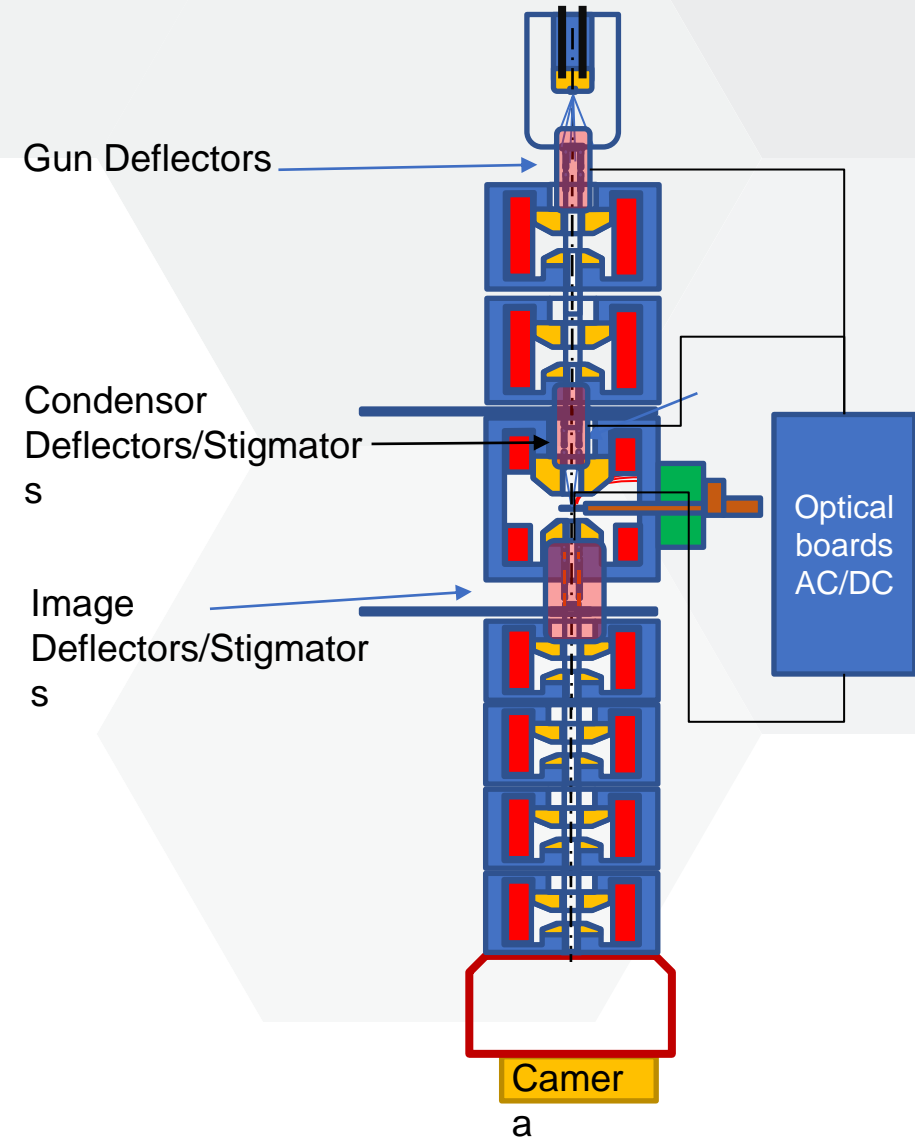 Gun Deflectors
Condensor
Deflectors/Stigmator
s
Optical
boards
AC/DC
Image
Deflectors/Stigmator
s
Camer
a